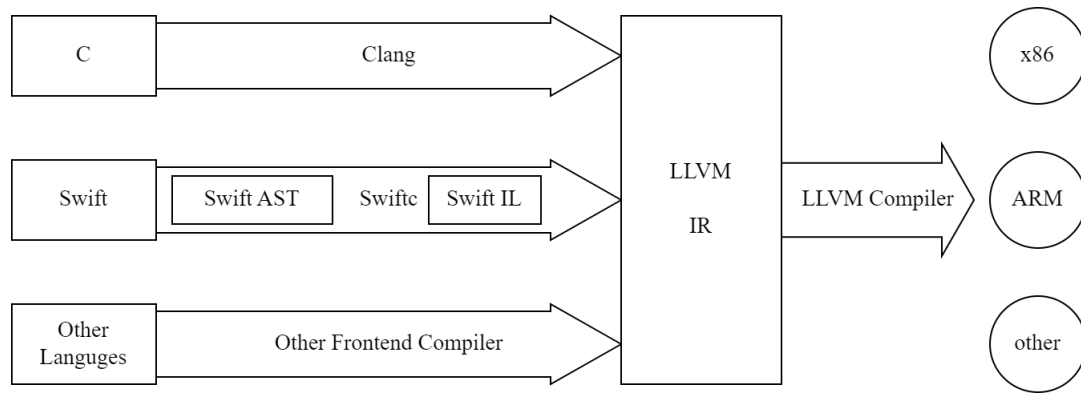 C
Clang
x86
Swift
Swift AST
Swiftc
Swift IL
LLVM
IR
LLVM Compiler
ARM
Other
Languges
Other Frontend Compiler
other